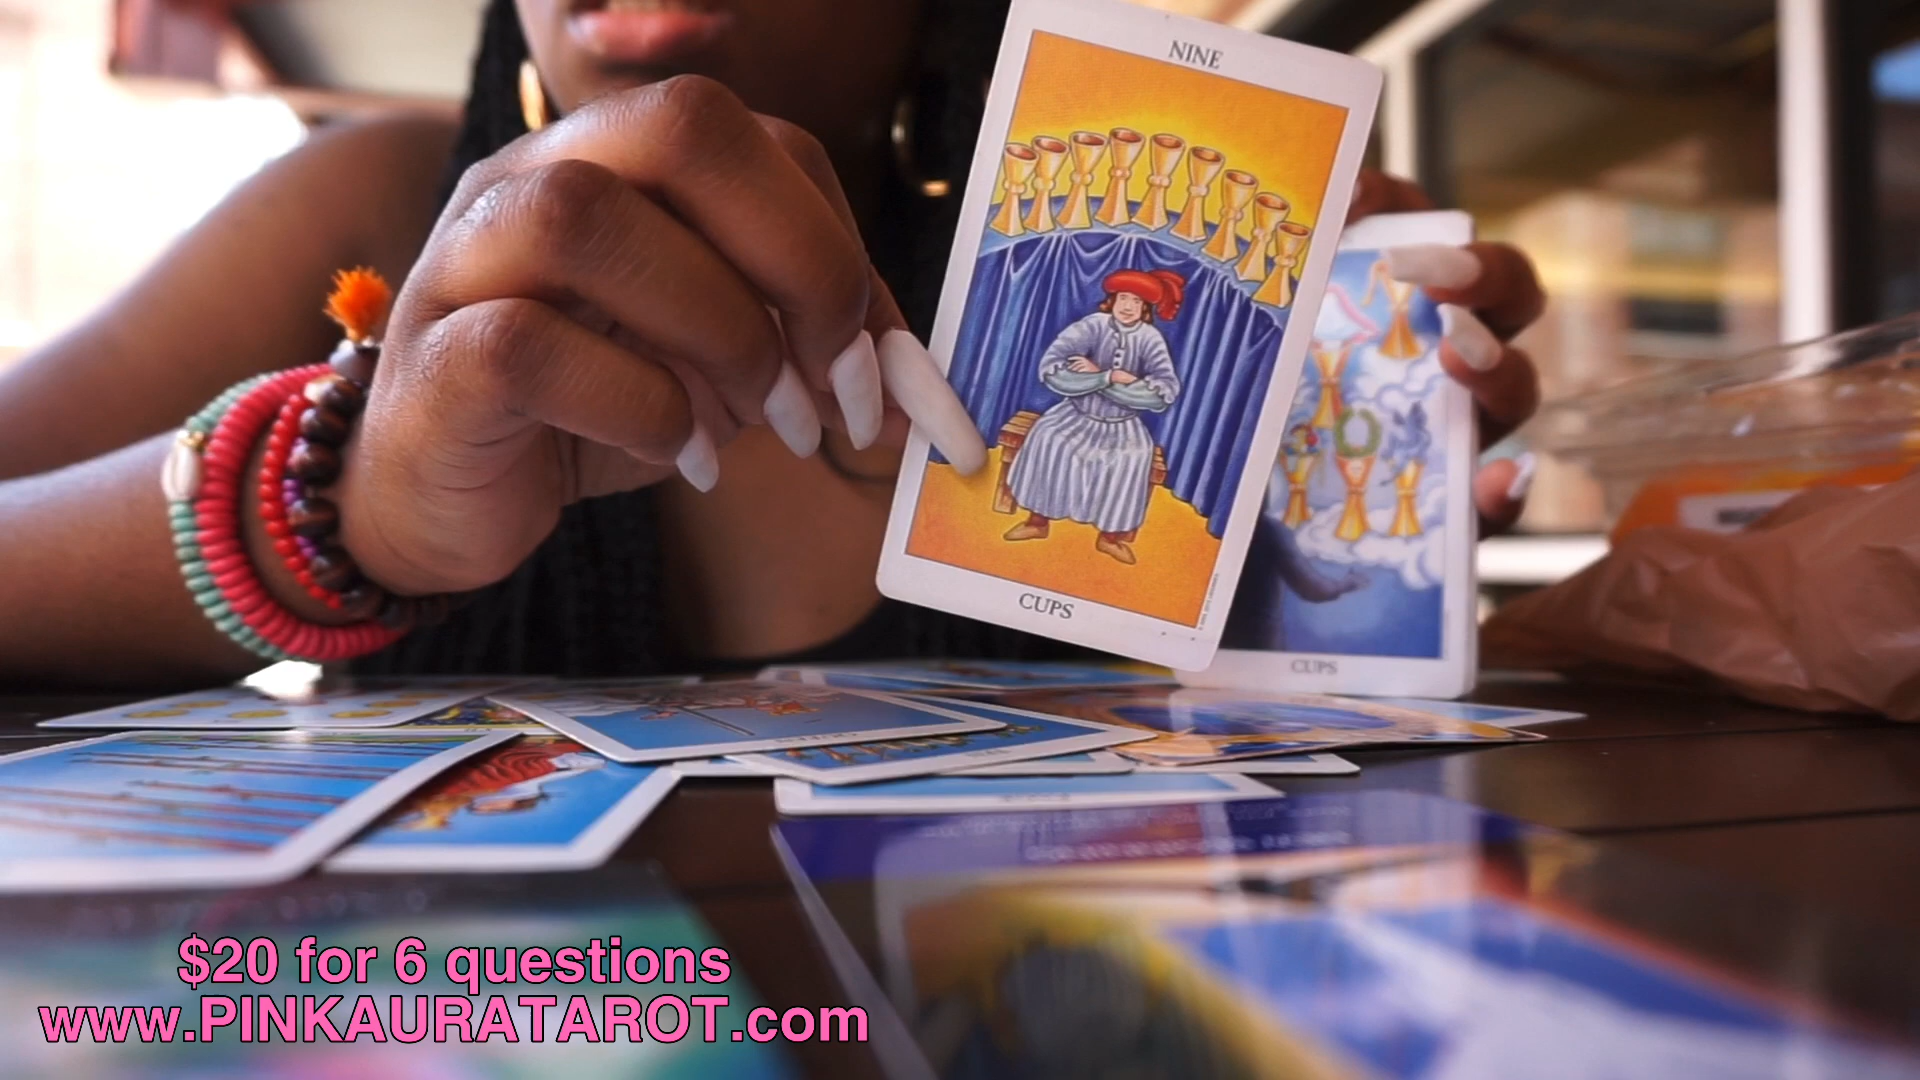 NINE
CUPS
CUPS
$20 for 6 questions
www.PINKAURATAROT.com